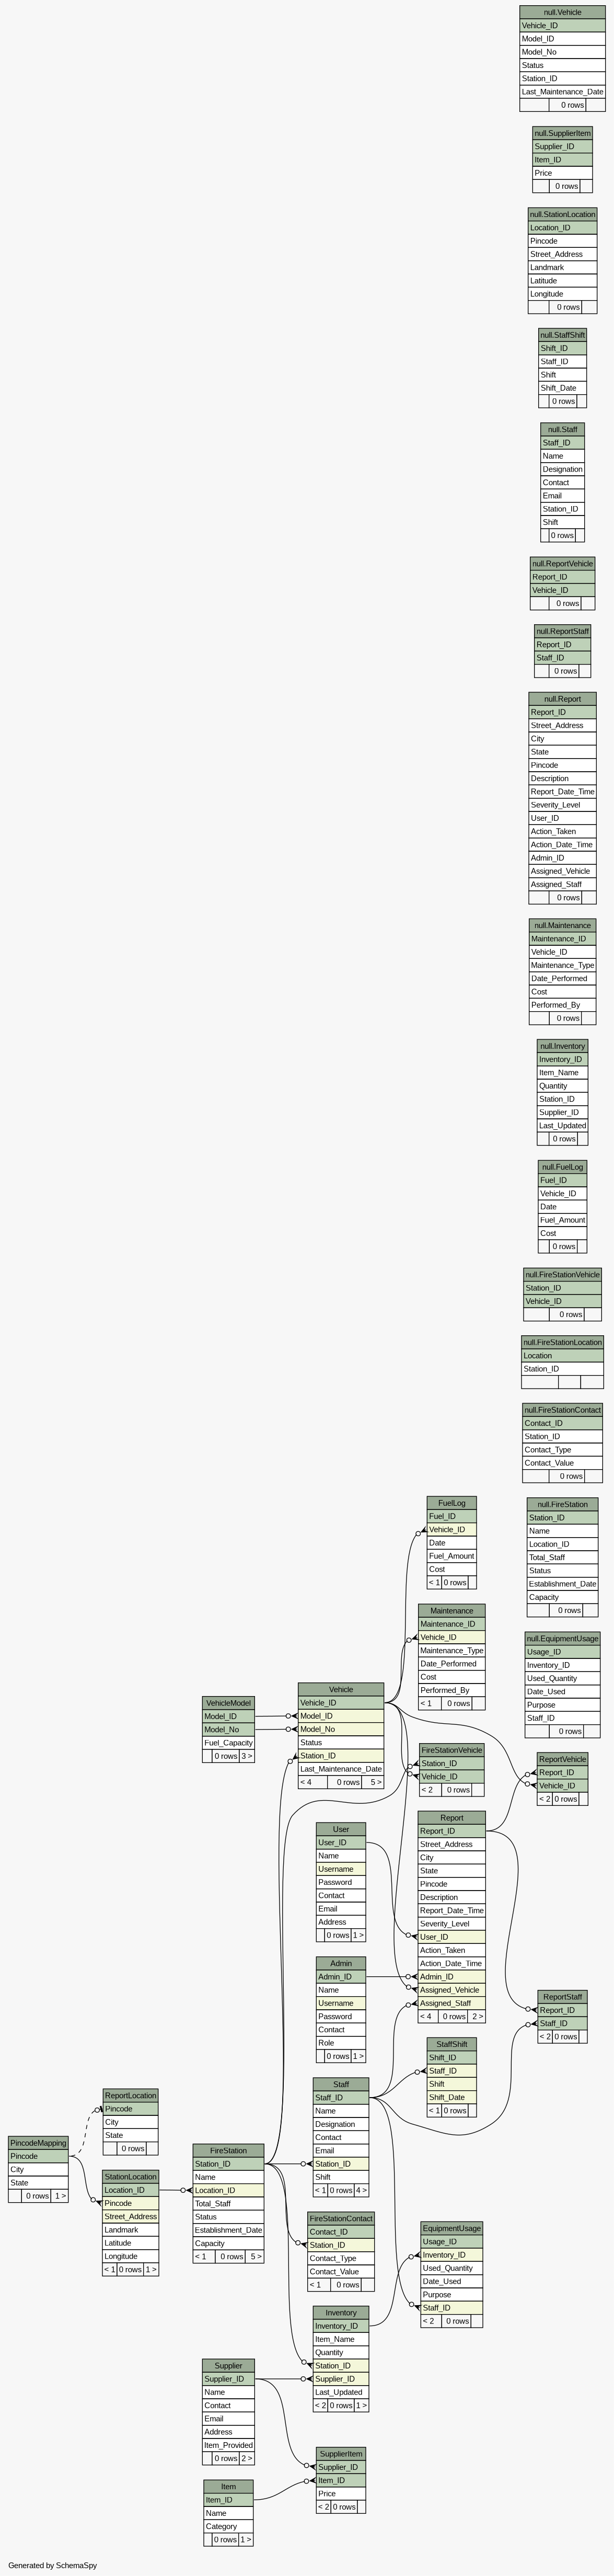 null.Vehicle
Vehicle_ID
Model_ID
Model_No
Status
Station_ID
Last_Maintenance_Date
0 rows
null.SupplierItem
Supplier_ID
Item_ID
Price
0 rows
null.StationLocation
Location_ID
Pincode
Street_Address
Landmark
Latitude
Longitude
0 rows
null.StaffShift
Shift_ID
Staff_ID
Shift
Shift_Date
0 rows
null.Staff
Staff_ID
Name
Designation
Contact
Email
Station_ID
Shift
0 rows
null.ReportVehicle
Report_ID
Vehicle_ID
0 rows
null.ReportStaff
Report_ID
Staff_ID
0 rows
null.Report
Report_ID
Street_Address
City
State
Pincode
Description
Report_Date_Time
Severity_Level
User_ID
Action_Taken
Action_Date_Time
Admin_ID
Assigned_Vehicle
Assigned_Staff
0 rows
null.Maintenance
Maintenance_ID
Vehicle_ID
Maintenance_Type
Date_Performed
Cost
Performed_By
0 rows
null.Inventory
Inventory_ID
Item_Name
Quantity
Station_ID
Supplier_ID
Last_Updated
0 rows
null.FuelLog
Fuel_ID
Vehicle_ID
Date
Fuel_Amount
Cost
0 rows
null.FireStationVehicle
Station_ID
Vehicle_ID
0 rows
null.FireStationLocation
Location
Station_ID
null.FireStationContact
Contact_ID
Station_ID
Contact_Type
Contact_Value
0 rows
null.FireStation
Station_ID
Name
Location_ID
Total_Staff
Status
Establishment_Date
Capacity
0 rows
null.EquipmentUsage
Usage_ID
Inventory_ID
Used_Quantity
Date_Used
Purpose
Staff_ID
0 rows
FuelLog
Fuel_ID
Vehicle_ID
Date
Fuel_Amount
Cost
< 1 0 rows
Maintenance
Maintenance_ID
Vehicle_ID
Maintenance_Type
Date_Performed
Cost
Performed_By
< 1 0 rows
Vehicle
Vehicle_ID
Model_ID
Model_No
Status
Station_ID
Last_Maintenance_Date
< 4 0 rows 5 >
VehicleModel
Model_ID
Model_No
Fuel_Capacity
0 rows 3 >
FireStationVehicle
Station_ID
Vehicle_ID
< 2 0 rows
ReportVehicle
Report_ID
Vehicle_ID
< 2 0 rows
Report
Report_ID
Street_Address
City
State
Pincode
Description
Report_Date_Time
Severity_Level
User_ID
Action_Taken
Action_Date_Time
Admin_ID
Assigned_Vehicle
Assigned_Staff
< 4 0 rows 2 >
User
User_ID
Name
Username
Password
Contact
Email
Address
0 rows 1 >
Admin
Admin_ID
Name
Username
Password
Contact
Role
0 rows 1 >
ReportStaff
Report_ID
Staff_ID
< 2 0 rows
StaffShift
Shift_ID
Staff_ID
Shift
Shift_Date
< 1 0 rows
Staff
Staff_ID
Name
Designation
Contact
Email
Station_ID
Shift
< 1 0 rows 4 >
ReportLocation
Pincode
City
State
0 rows
PincodeMapping
Pincode
City
State
0 rows 1 >
StationLocation
Location_ID
Pincode
Street_Address
Landmark
Latitude
Longitude
< 1 0 rows 1 >
FireStation
Station_ID
Name
Location_ID
Total_Staff
Status
Establishment_Date
Capacity
< 1 0 rows 5 >
FireStationContact
Contact_ID
Station_ID
Contact_Type
Contact_Value
< 1 0 rows
EquipmentUsage
Usage_ID
Inventory_ID
Used_Quantity
Date_Used
Purpose
Staff_ID
< 2 0 rows
Inventory
Inventory_ID
Item_Name
Quantity
Station_ID
Supplier_ID
Last_Updated
< 2 0 rows 1 >
Supplier
Supplier_ID
Name
Contact
Email
Address
Item_Provided
0 rows 2 >
SupplierItem
Supplier_ID
Item_ID
Price
< 2 0 rows
Item
Item_ID
Name
Category
0 rows 1 >
Generated by SchemaSpy